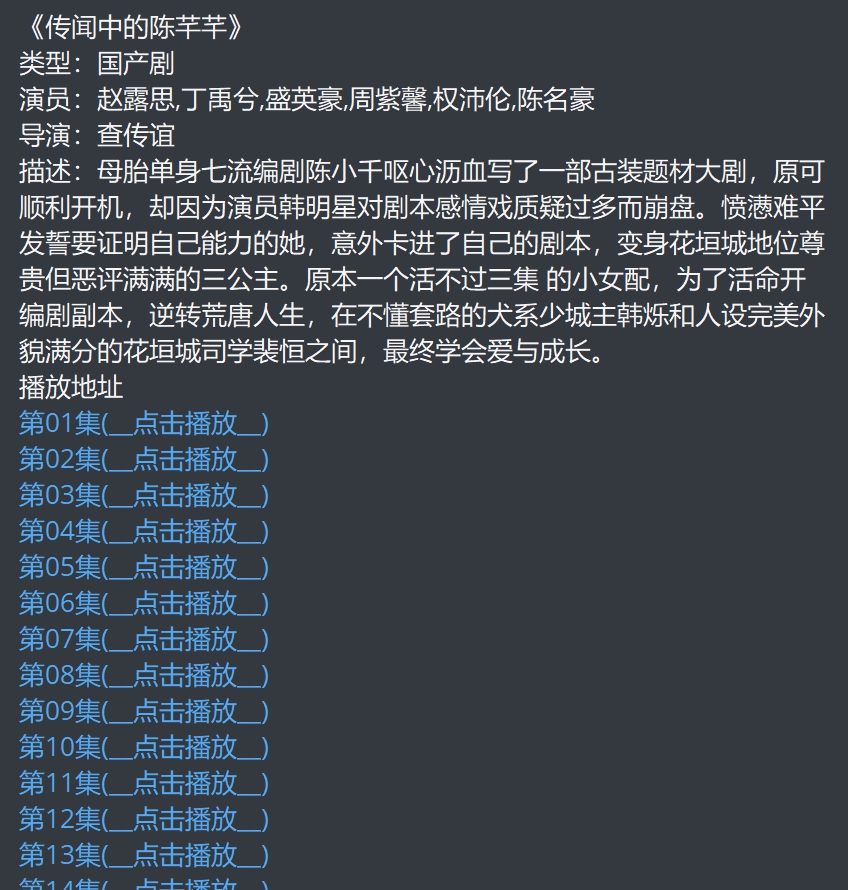 《传闻中的陈芊芊》
类型：国产剧
演员：赵露思,丁禹兮,盛英豪,周紫馨,权沛伦,陈名豪
导演：查传谊
描述：母胎单身七流编剧陈小千呕心沥血写了一部古装题材大剧，原可
顺利开机，却因为演员韩明星对剧本感情戏质疑过多而崩盘。愤懑难平
发誓要证明自己能力的她，意外卡进了自己的剧本，变身花垣城地位尊
贵但恶评满满的三公主。原本一个活不过三集 的小女配，为了活命开
编剧副本，逆转荒唐人生，在不懂套路的犬系少城主韩烁和人设完美外
貌满分的花垣城司学裴恒之间，最终学会爱与成长。
播放地址
第01集(__点击播放__)
第02集(__点击播放__)
第03集(__点击播放__)
第04集(__点击播放__)
第05集(__点击播放__)
第06集(__点击播放__)
第07集(__点击播放__)
第08集(__点击播放__)
第09集(__点击播放__)
第10集(__点击播放__)
第11集(__点击播放__)
第12集(__点击播放__)
第13集(__点击播放__)
第14集(__点击播放__)